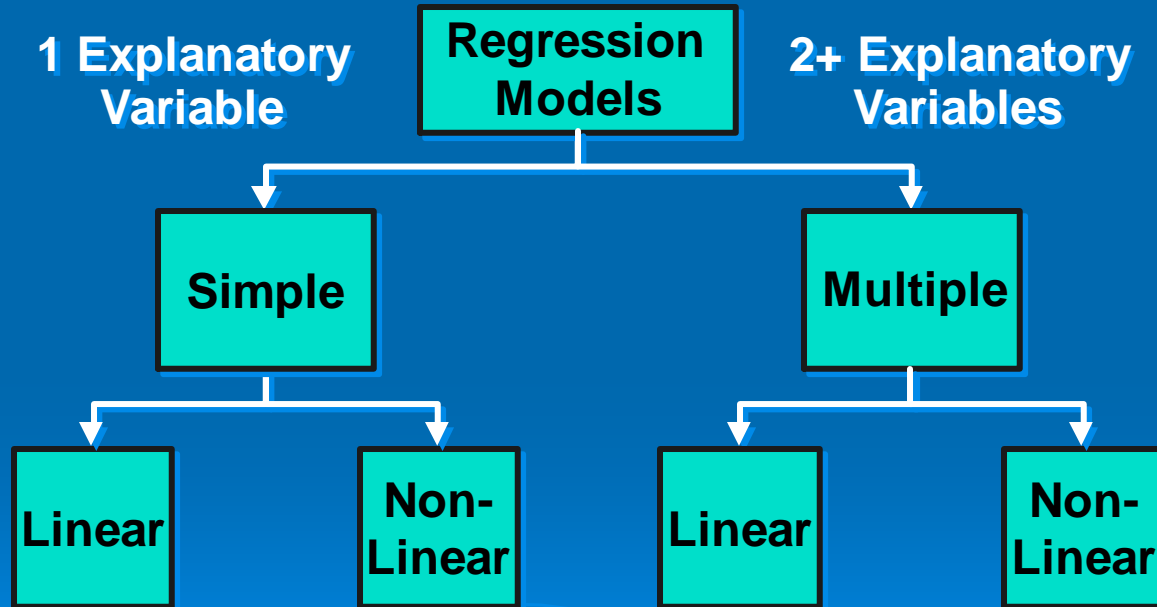 1 Explanatory
Variable
Regression
Models
2+ Explanatory
Variables
Simple
Multiple
Linear
Non-
Linear
Linear
Non-
Linear